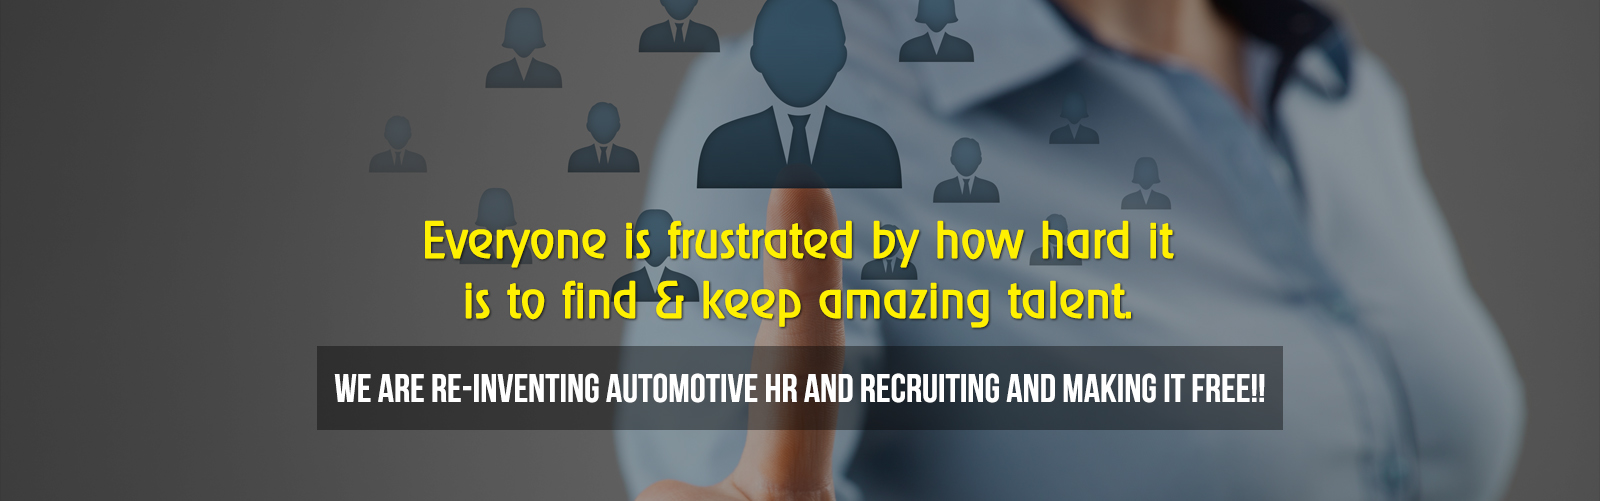 Everyone is frustrated by how hard it
is to find & keep amazing talent.
WE ARE RE-INVENTING AUTOMOTIVE HR AND RECRUITING AND MAKING IT FREE!!